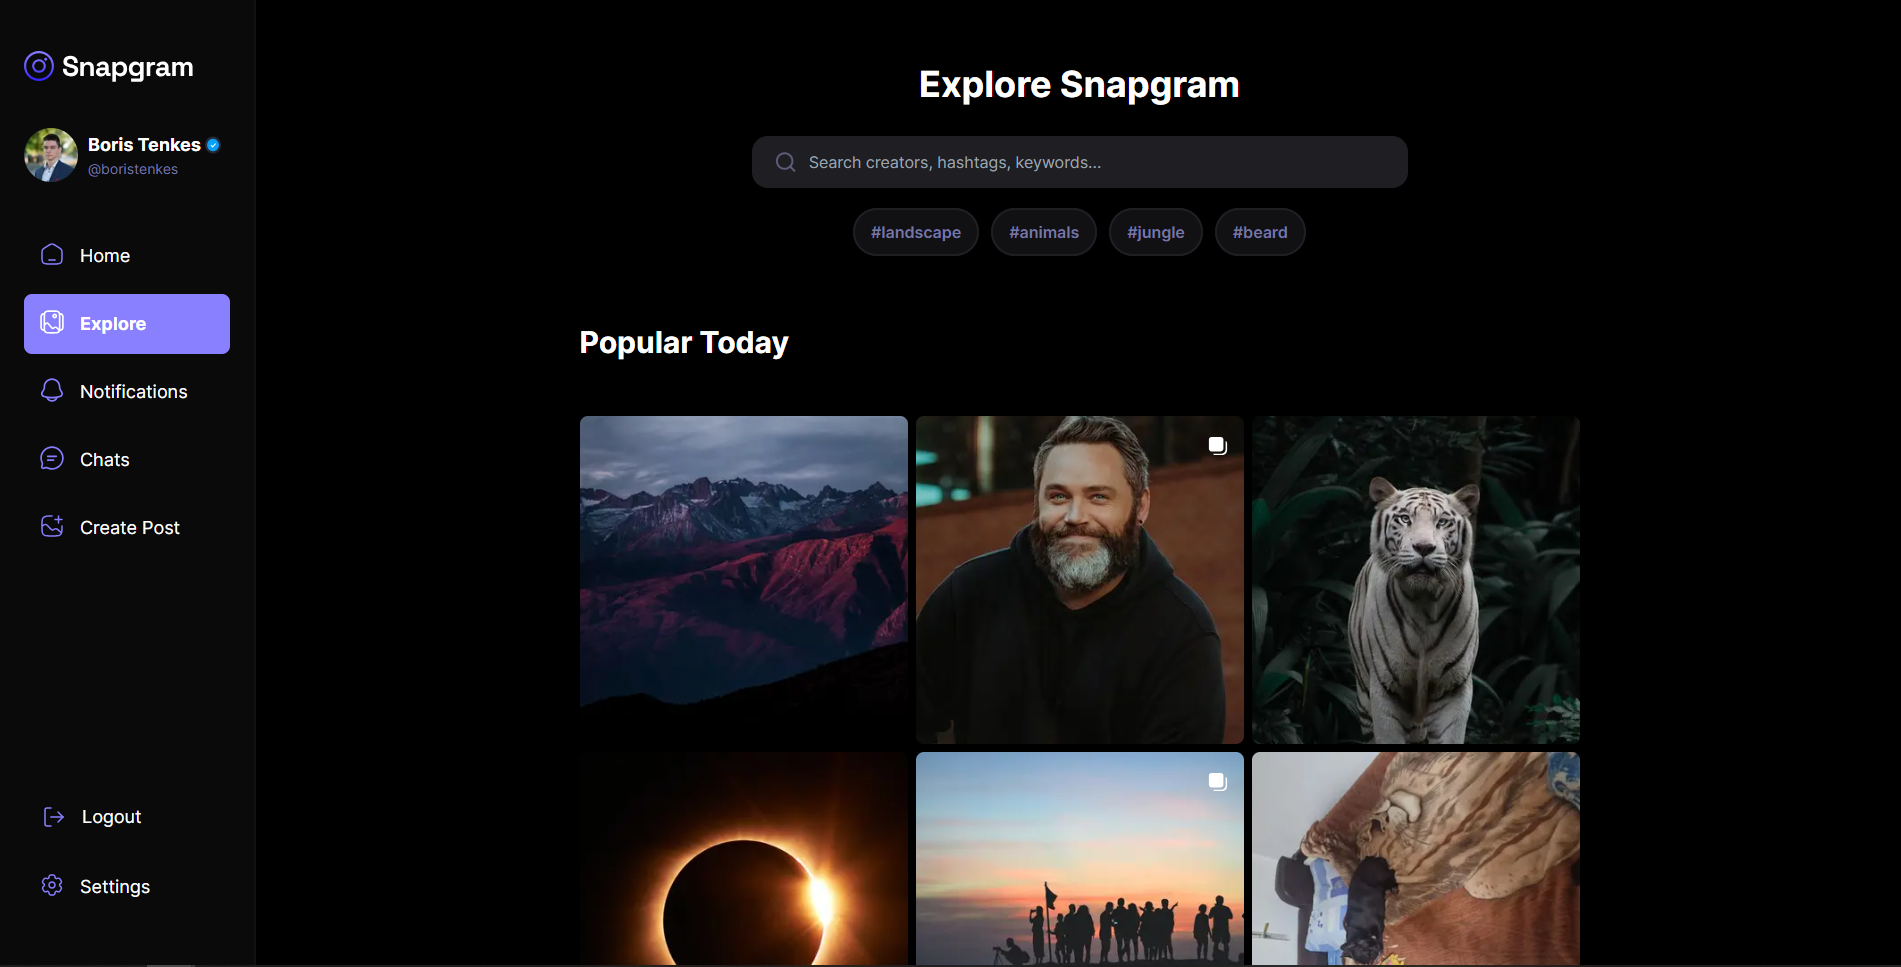 Snapgram
Boris Tenkes
@boristenkes
Home
Explore
Notifications
Chats
Create Post
Logout
Settings
Explore Snapgram
Search creators, hashtags, keywords...
#landscape
#animals
#jungle
#beard
Popular Today